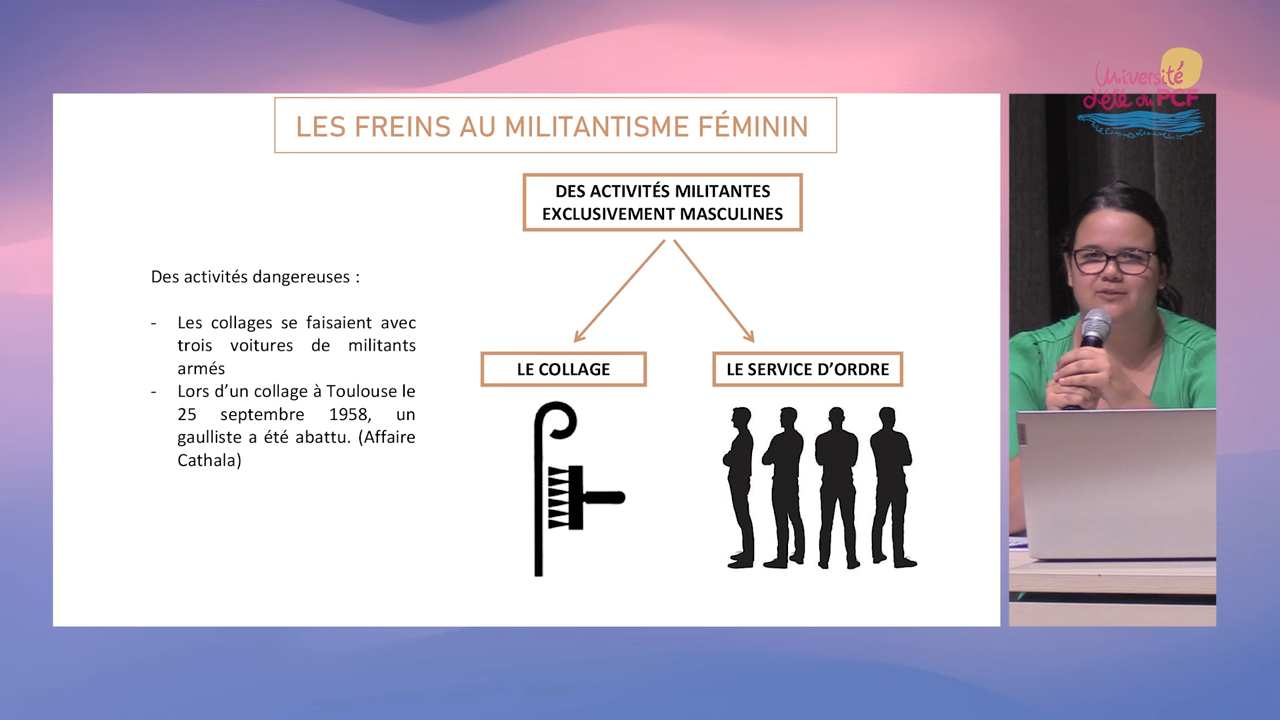 Université
d'été du PCF
LES FREINS AU MILITANTISME FÉMININ
DES ACTIVITÉS MILITANTES
EXCLUSIVEMENT MASCULINES
Des activités dangereuses :
- Les collages se faisaient avec
trois voitures de militants
armés
- Lors d'un collage à Toulouse le
25 septembre 1958, un
gaulliste a été abattu. (Affaire
Cathala)
LE COLLAGE
LE SERVICE D'ORDRE